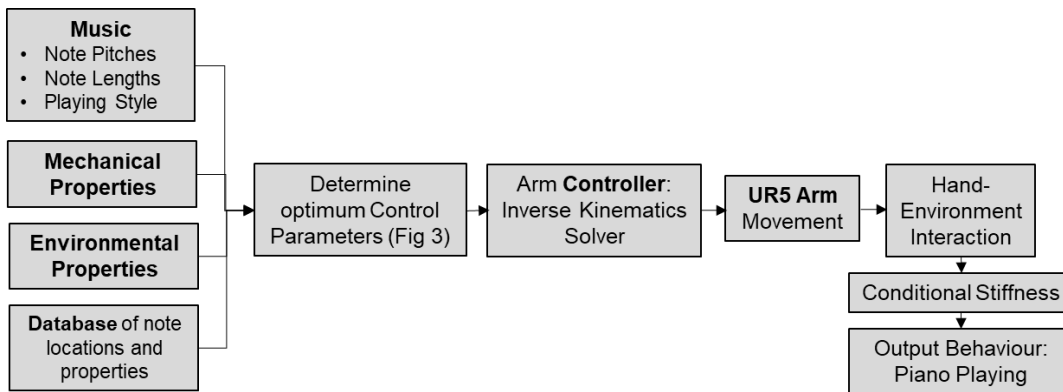 Music
• Note Pitches
• Note Lengths
• Playing Style
Mechanical
Properties
Environmental
Properties
Database of note
locations and
properties
Determine
optimum Control
Parameters (Fig 3)
Arm Controller:
Inverse Kinematics
Solver
UR5 Arm
Movement
Hand-
Environment
Interaction
Conditional Stiffness
Output Behaviour:
Piano Playing